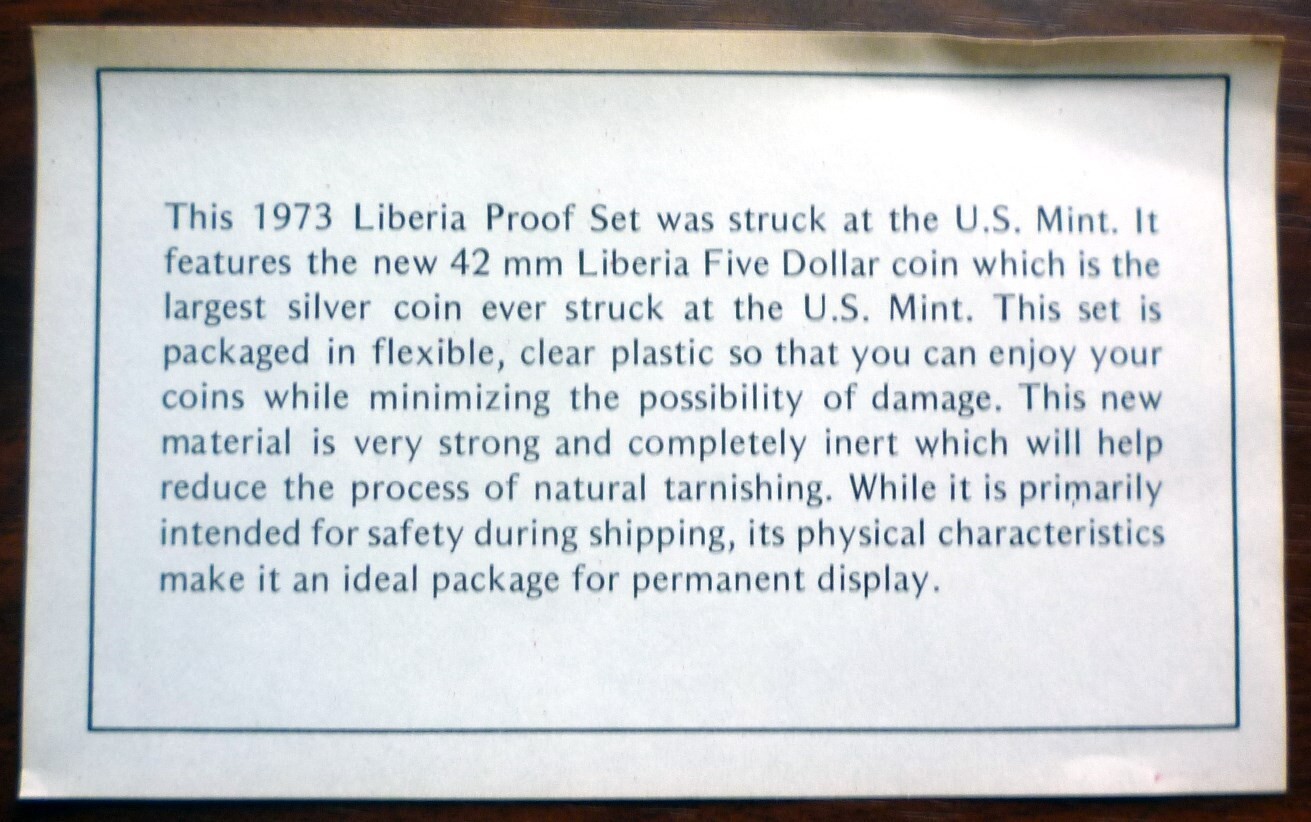 This 1973 Liberia Proof Set was struck at the U.S. Mint. It
features the new 42 mm Liberia Five Dollar coin which is the
largest silver coin ever struck at the U.S. Mint. This set is
packaged in flexible, clear plastic so that you can enjoy your
coins while minimizing the possibility of damage. This new
material is very strong and completely inert which will help
reduce the process of natural tarnishing. While it is primarily
intended for safety during shipping, its physical characteristics
make it an ideal package for permanent display.